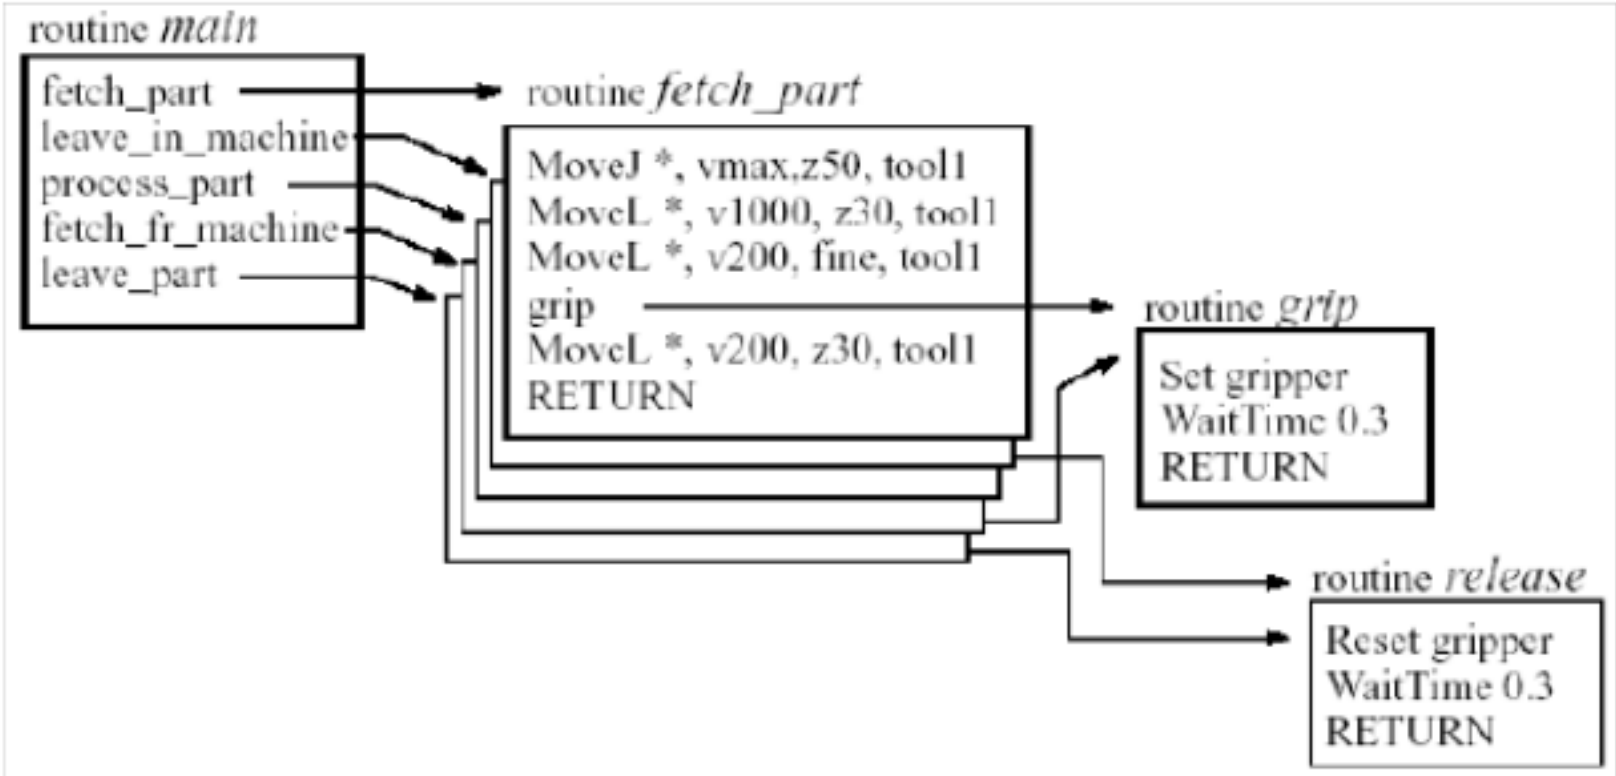 routine main
fetch_part
leave_in_machine
process_part
fetch_fr_machine
leave_part
routine fetch_part
MoveJ *, vmax,z50, tool1
MoveL *, v1000, z30, tool1
MoveL *, v200, fine, tool1
grip
MoveL *, v200, z30, tool1
RETURN
routine grip
Set gripper
WaitTime 0.3
RETURN
routine release
Reset gripper
WaitTime 0.3
RETURN